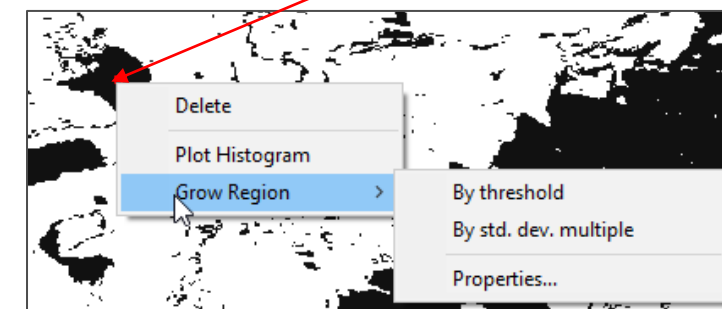 Delete
Plot Histogram
Grow Region
By threshold
By std. dev. multiple
Properties...